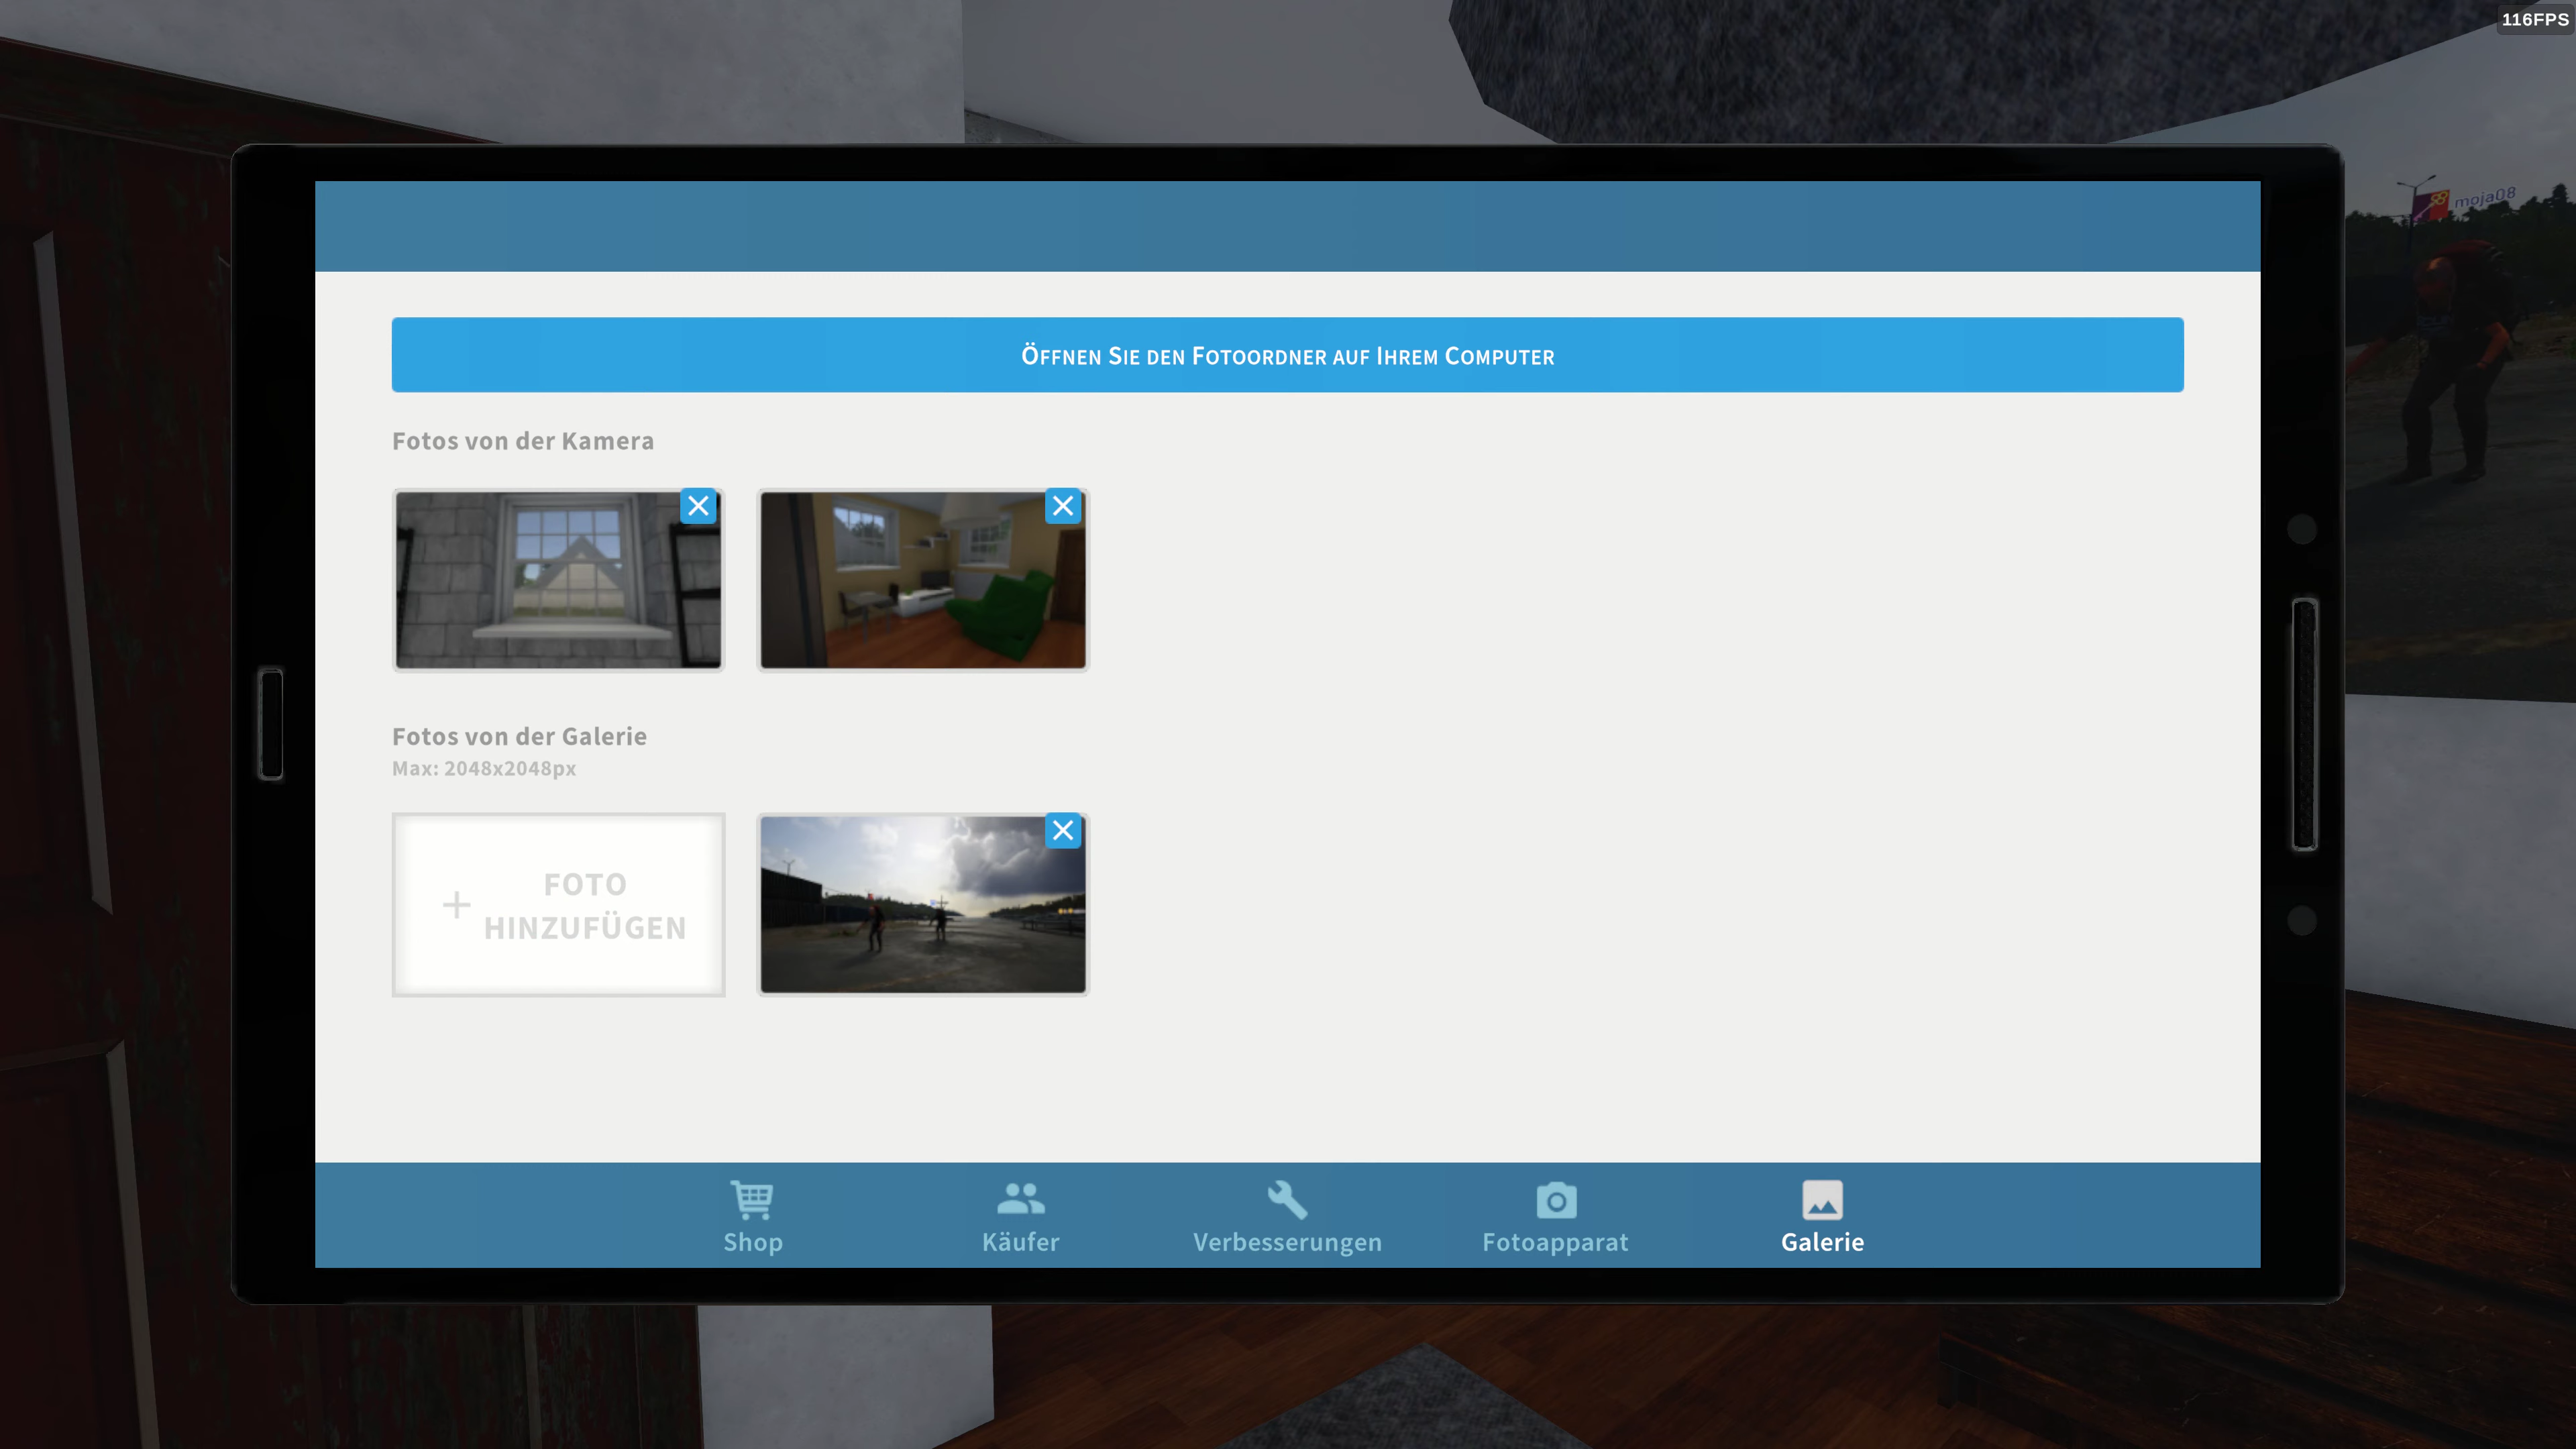 116FPS
moja08
ÖFFNEN SIE DEN FOTOORDNER AUF IHREM COMPUTER
Fotos von der Kamera
Fotos von der Galerie
Max: 2048x2048px
+ FOTO
HINZUFÜGEN
Shop
Käufer
Verbesserungen
Fotoapparat
Galerie